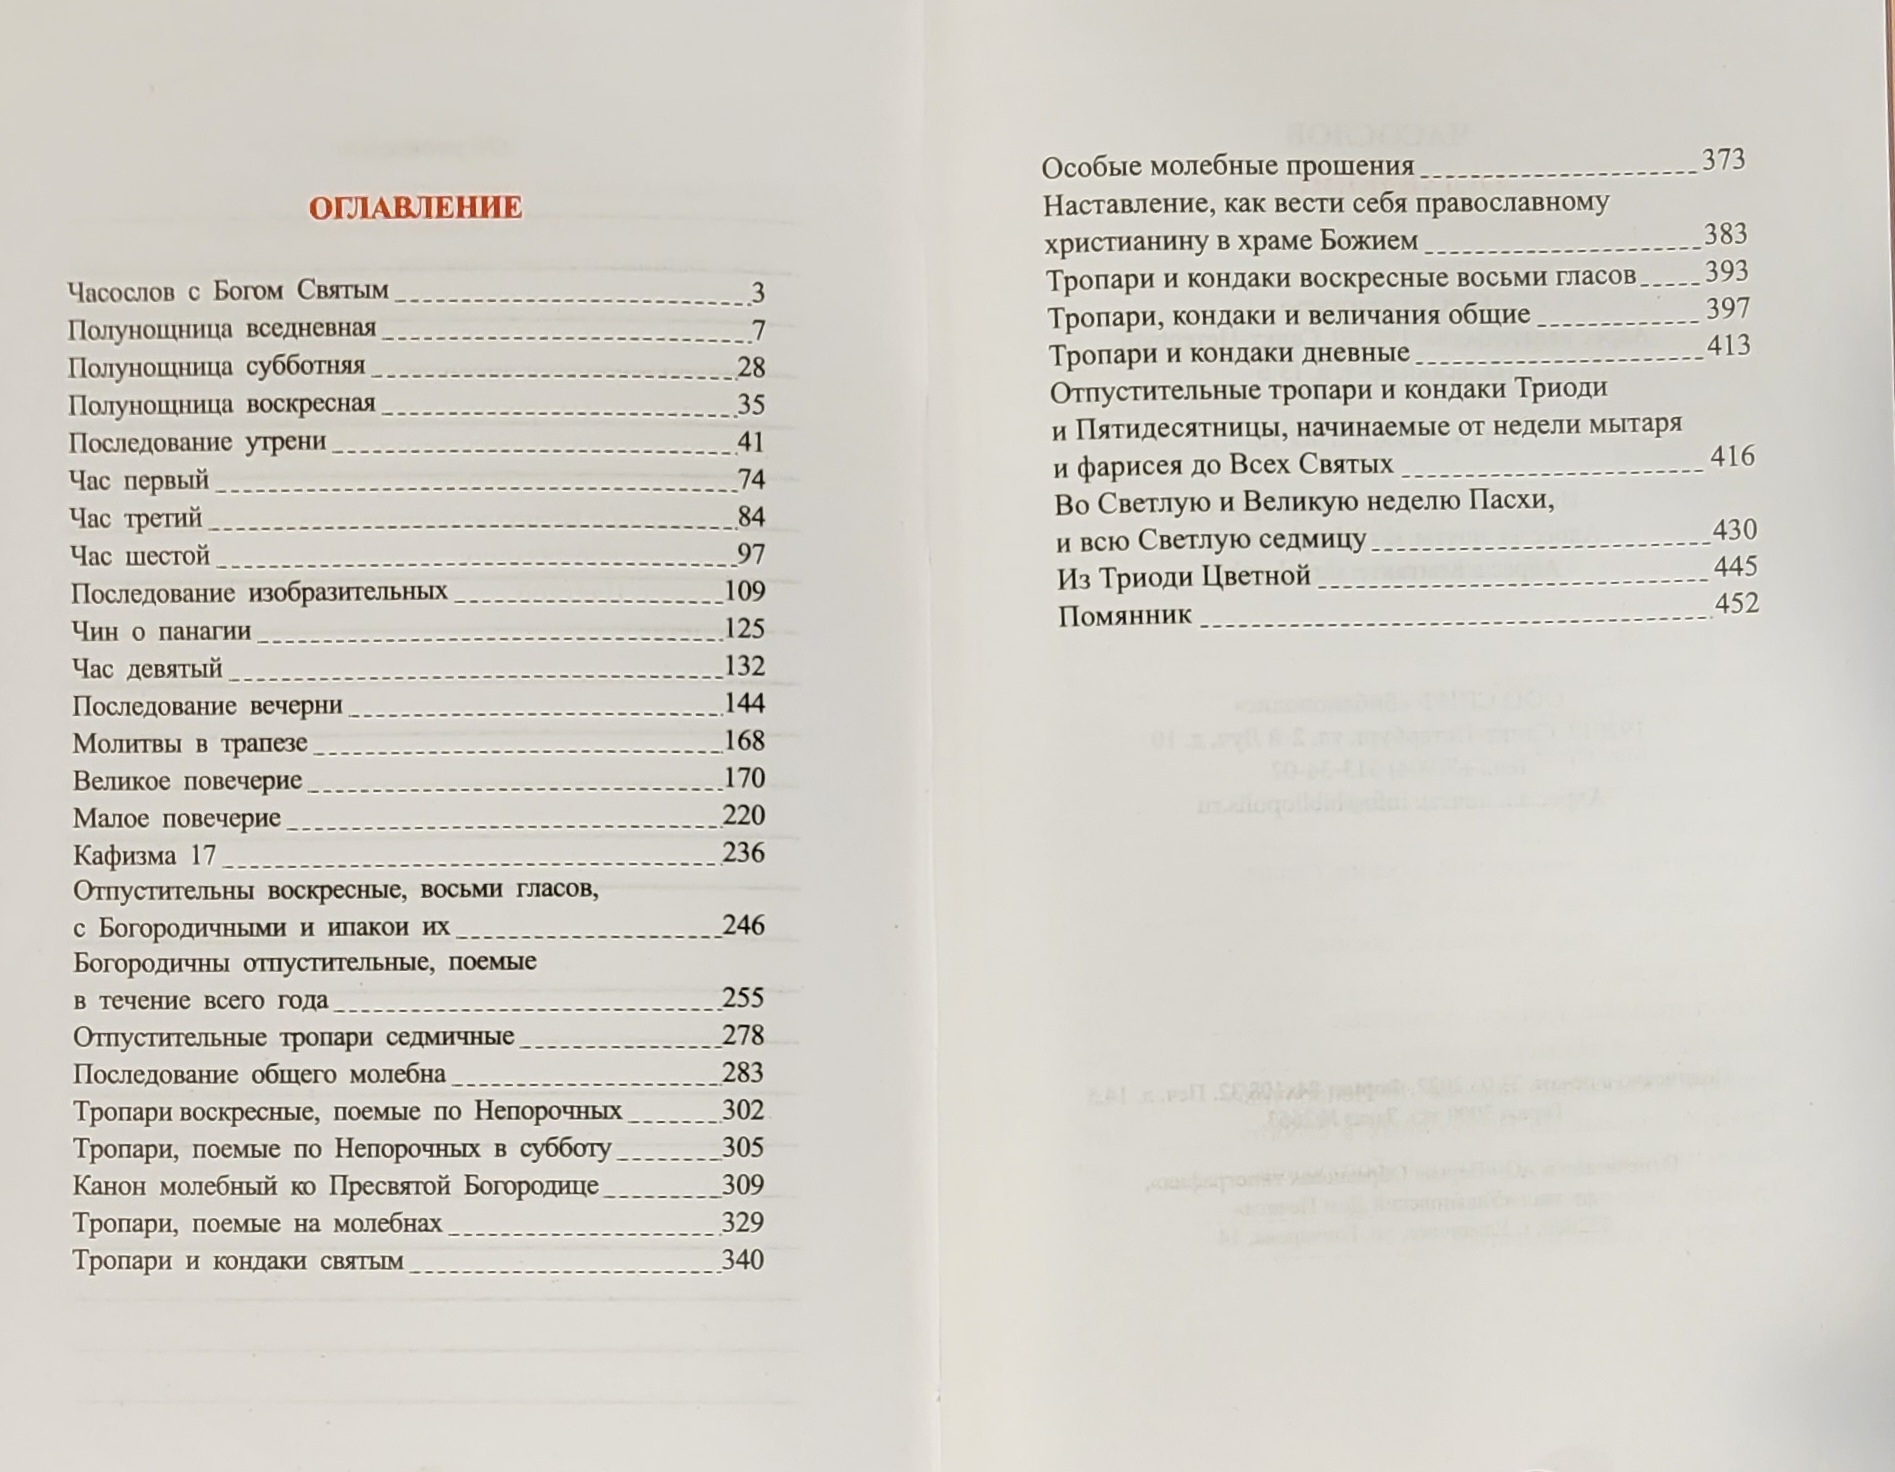 ОГЛАВЛЕНИЕ
Часослов с Богом Святым 3
Полунощница вседневная 7
Полунощница субботняя 28
Полунощница воскресная 35
Последование утрени 41
Час первый 74
Час третий 84
Час шестой 97
Последование изобразительных 109
Чин о панагии 125
Час девятый 132
Последование вечерни 144
Молитвы в трапезе 168
Великое повечерие 170
Малое повечерие 220
Кафизма 17 236
Отпустительны воскресные, восьми гласов,
с Богородичными и ипакои их 246
Богородичны отпустительные, поемые
в течение всего года 255
Отпустительные тропари седмичные 278
Последование общего молебна 283
Тропари воскресные, поемые по Непорочных 302
Тропари, поемые по Непорочных в субботу 305
Канон молебный ко Пресвятой Богородице 309
Тропари, поемые на молебнах 329
Тропари и кондаки святым 340
Особые молебные прошения 373
Наставление, как вести себя православному
христианину в храме Божием 383
Тропари и кондаки воскресные восьми гласов 393
Тропари, кондаки и величания общие 397
Тропари и кондаки дневные 413
Отпустительные тропари и кондаки Триоди
и Пятидесятницы, начинаемые от недели мытаря
и фарисея до Всех Святых 416
Во Светлую и Великую неделю Пасхи,
и всю Светлую седмицу 430
Из Триоди Цветной 445
Помянник 452